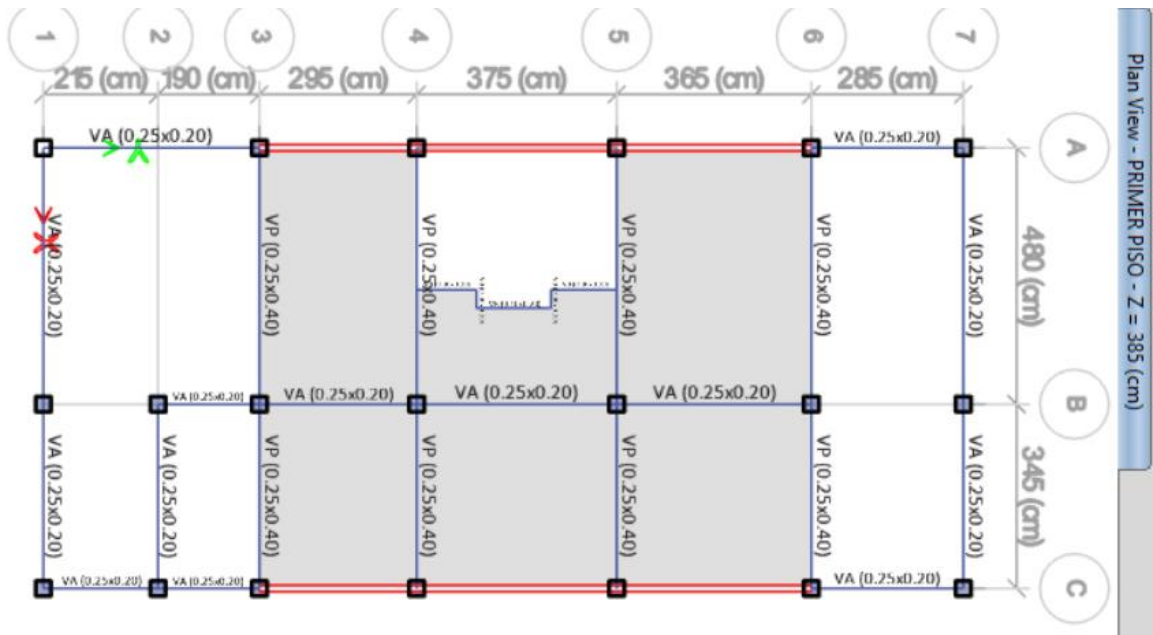 Plan View - PRIMER PISO - Z = 385 (cm)
1 2 3 4 5 6 7
215 (cm) 190 (cm) 295 (cm) 375 (cm) 365 (cm) 285 (cm)
A
VA (0.25x0.20)
VA (0.25x0.20)
VA (0.25x0.20)
VP (0.25x0.40)
VP (0.25x0.40)
VP (0.25x0.40)
VP (0.25x0.40)
VA (0.25x0.20)
480 (cm)
B
VA (0.25x0.20)
VA (0.25x0.20)
VA (0.25x0.20)
VA (0.25x0.20)
VA (0.25x0.20)
VA (0.25x0.20)
VP (0.25x0.40)
VP (0.25x0.40)
VP (0.25x0.40)
VP (0.25x0.40)
VA (0.25x0.20)
345 (cm)
C
VA (0.25x0.20)
VA (0.25x0.20)
VA (0.25x0.20)